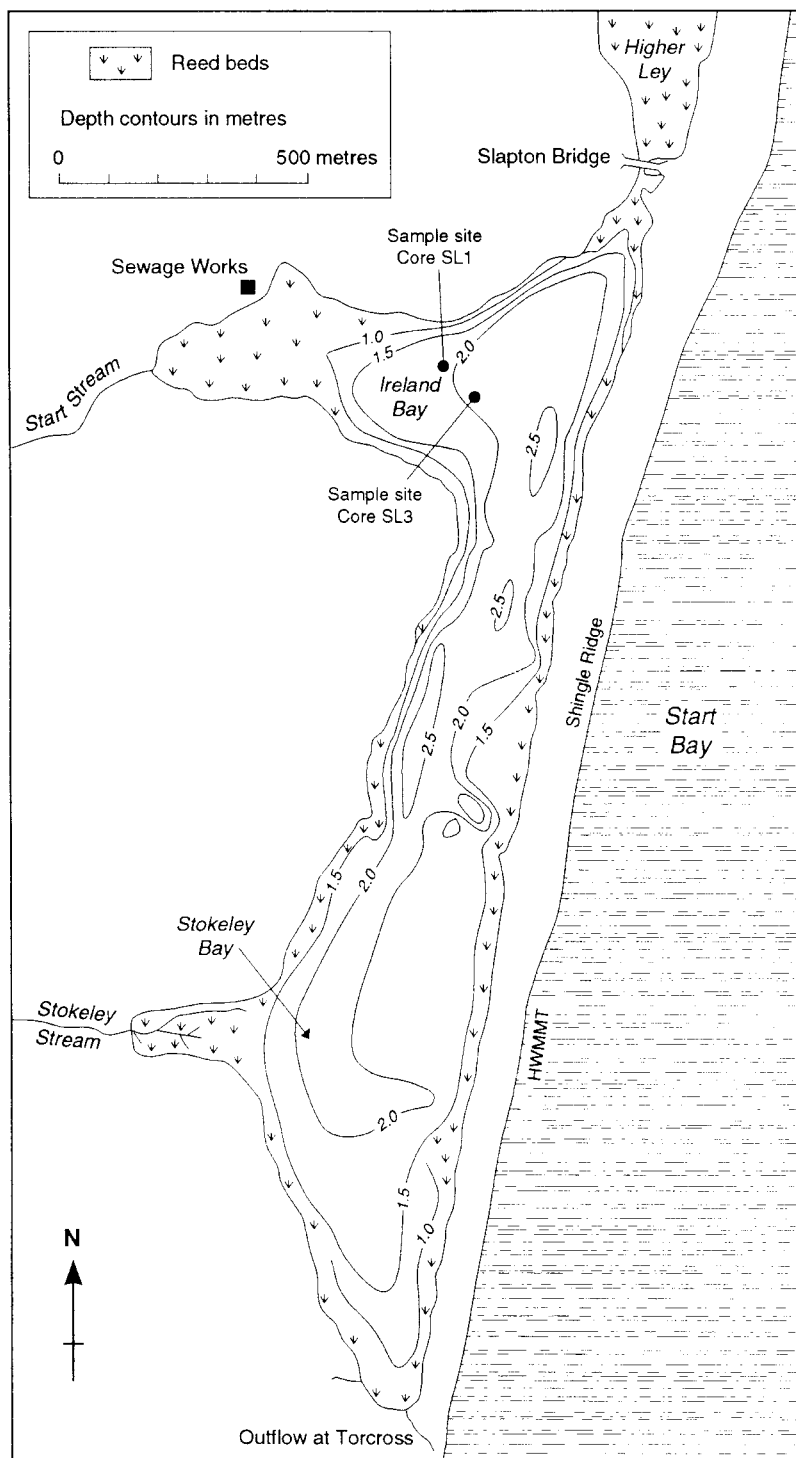 Reed beds
Depth contours in metres
0 500 metres
Higher
Ley
Slapton Bridge
Sample site
Core SL1
Sewage Works
1.0
1.5
2.0
Ireland
Bay
Start Stream
2.5
Sample site
Core SL3
2.5
Shingle Ridge
Start
Bay
2.0
1.5
2.5
1.5
2.0
Stokeley
Bay
Stokeley
Stream
HWMMT
2.0
1.5
1.0
N
Outflow at Torcross